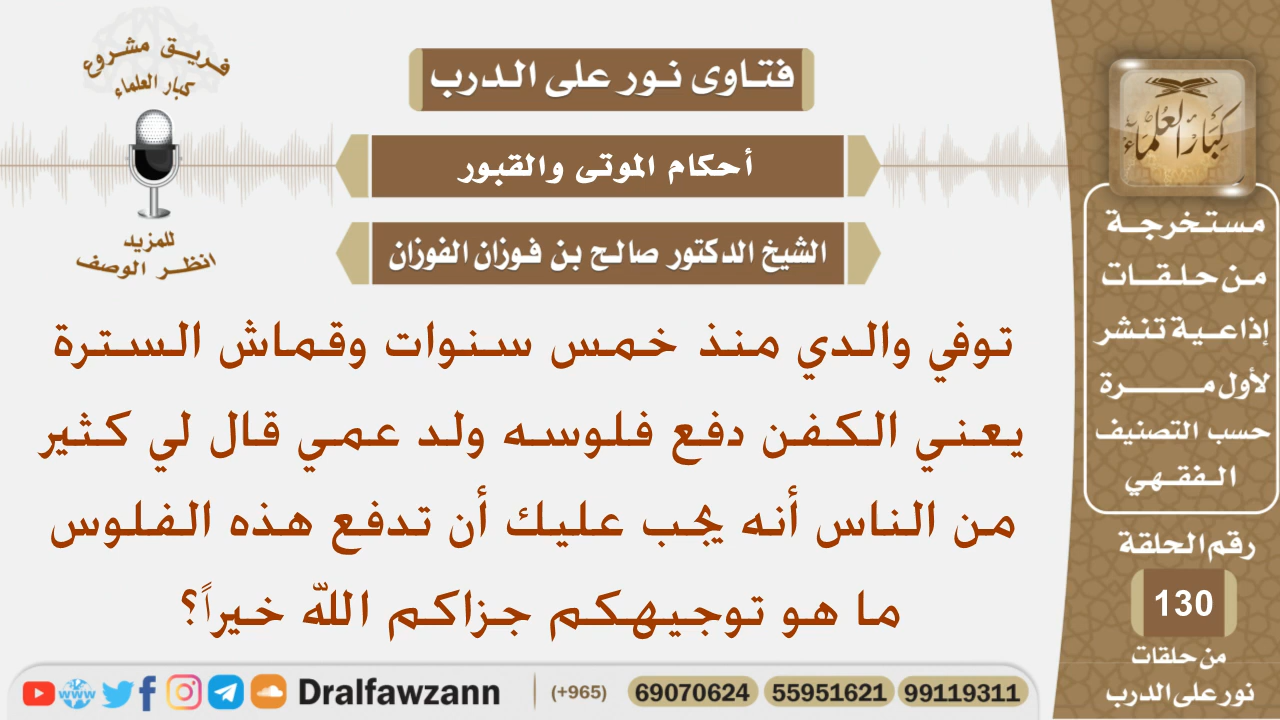 فريق مشروع
كبار العلماء
للمزيد
انظر الوصف
فتاوى نور على الدرب
أحكام الموتى والقبور
الشيخ الدكتور صالح بن فوزان الفوزان
توفي والدي منذ خمس سنوات وقماش السترة
يعني الكفن دفع فلوسه ولد عمي قال لي كثير
من الناس أنه يجب عليك أن تدفع هذه الفلوس
ما هو توجيهكم جزاكم الله خيراً؟
كبار العلماء
مستخرجة
من حلقات
إذاعية تنشر
لأول مرة
حسب التصنيف
الفقهي
رقم الحلقة
130
من حلقات
نور على الدرب
www
Dralfawzann
(+965)
69070624
55951621
99119311